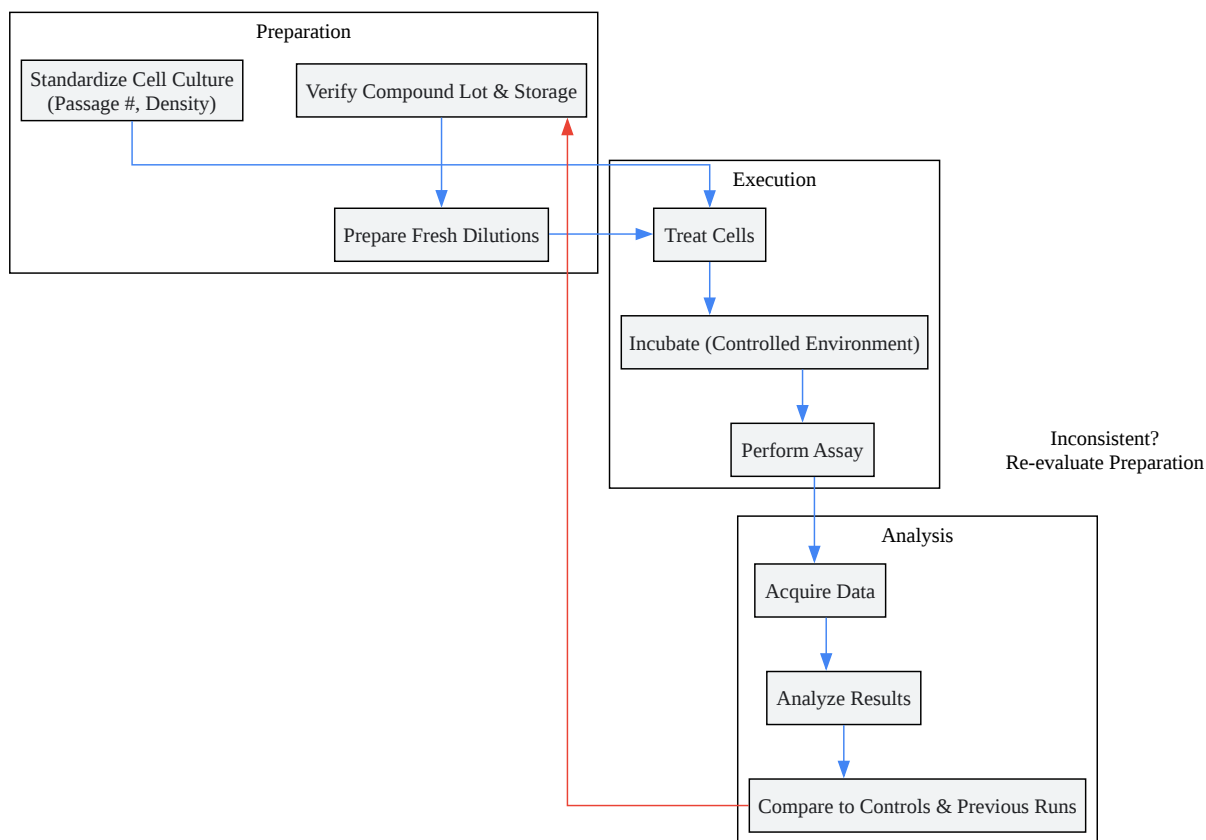 Preparation
Standardize Cell Culture
(Passage #, Density)
Verify Compound Lot & Storage
Prepare Fresh Dilutions
Execution
Treat Cells
Incubate (Controlled Environment)
Perform Assay
Inconsistent?
Re-evaluate Preparation
Analysis
Acquire Data
Analyze Results
Compare to Controls & Previous Runs